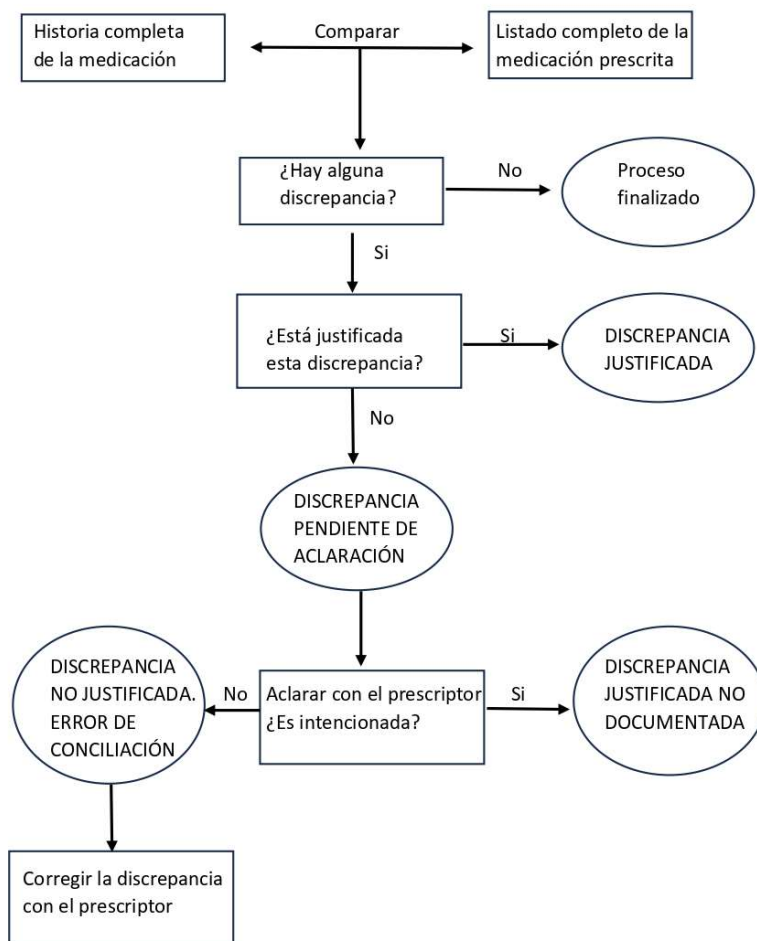 Historia completa
de la medicación
Comparar
Listado completo de la
medicación prescrita
¿Hay alguna
discrepancia?
No
Proceso
finalizado
Si
¿Está justificada
esta discrepancia?
Si
DISCREPANCIA
JUSTIFICADA
No
DISCREPANCIA
PENDIENTE DE
ACLARACIÓN
DISCREPANCIA
NO JUSTIFICADA.
ERROR DE
CONCILIACIÓN
No
Aclarar con el prescriptor
¿Es intencionada?
Si
DISCREPANCIA
JUSTIFICADA NO
DOCUMENTADA
Corregir la discrepancia
con el prescriptor